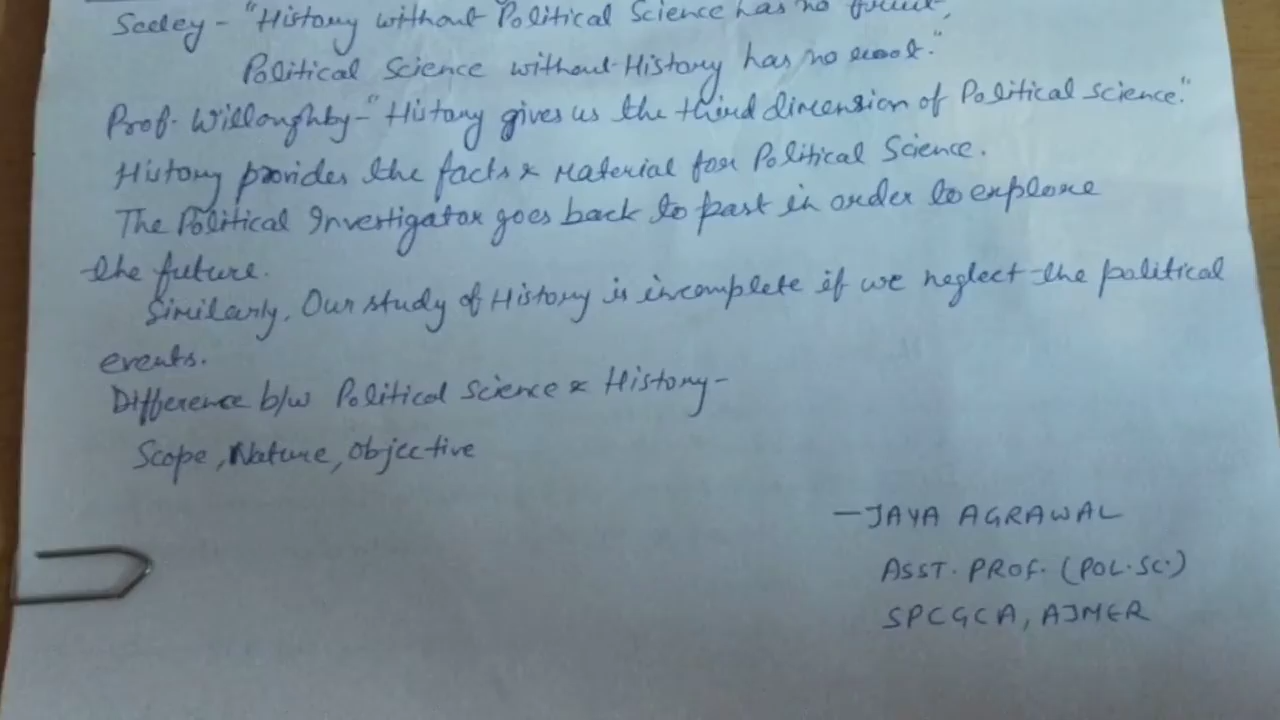 Seeley - "History without Political Science has no fruit,
Political Science without History has no root."
Prof. Willoughby - "History gives us the third dimension of Political science."
History provides the facts & Material for Political Science.
The Political Investigator goes back to past in order to explore
the future.
Similarly, Our study of History is incomplete if we neglect the political
events.
Difference b/w Political Science & History -
Scope, Nature, Objective
- JAYA AGRAWAL
ASST. PROF. (POL.SC.)
SPCGCA, AJMER